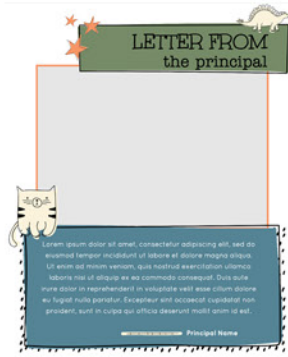 LETTER FROM
the principal
Lorem ipsum dolor sit amet, consectetur adipiscing elit, sed do
eiusmod tempor incididunt ut labore et dolore magna aliqua.
Ut enim ad minim veniam, quis nostrud exercitation ullamco
laboris nisi ut aliquip ex ea commodo consequat. Duis aute
irure dolor in reprehenderit in voluptate velit esse cillum dolore
eu fugiat nulla pariatur. Excepteur sint occaecat cupidatat non
proident, sunt in culpa qui officia deserunt mollit anim id est.
Principal Name